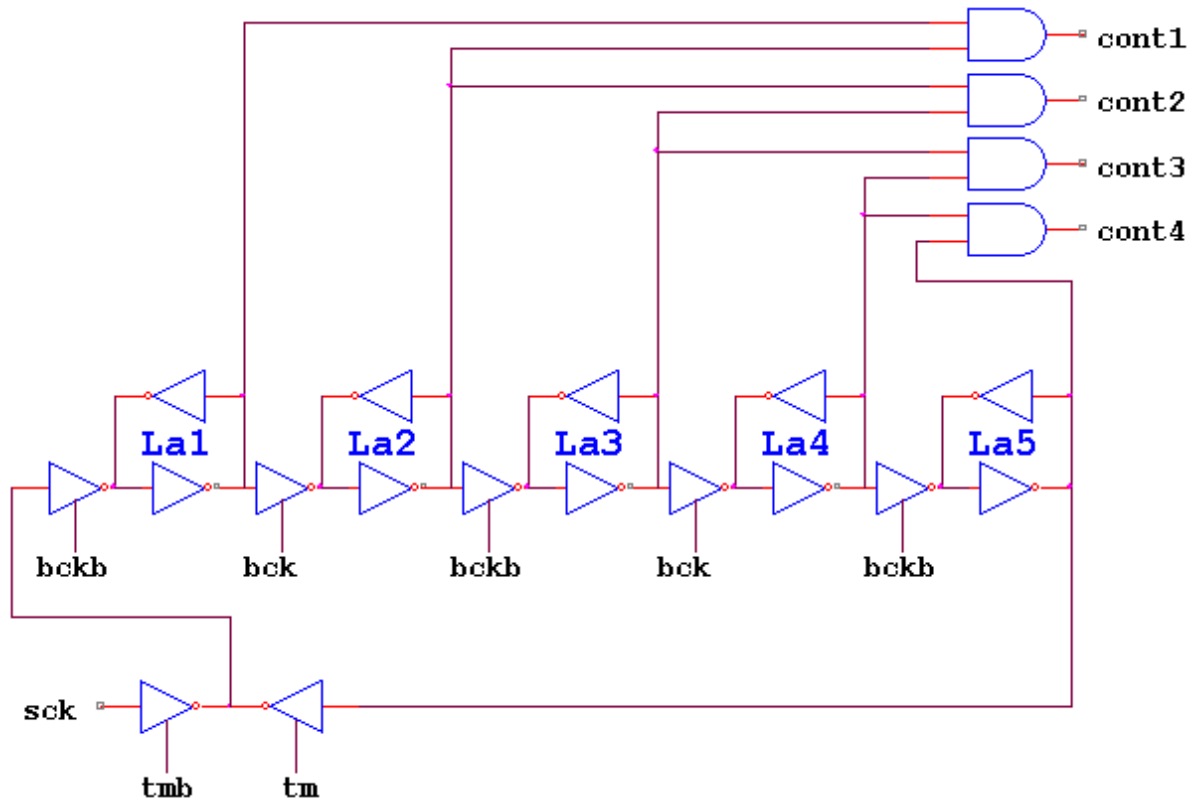 cont1
cont2
cont3
cont4
La1 La2 La3 La4 La5
bckb bck bckb bck bckb
sck
tmb tm